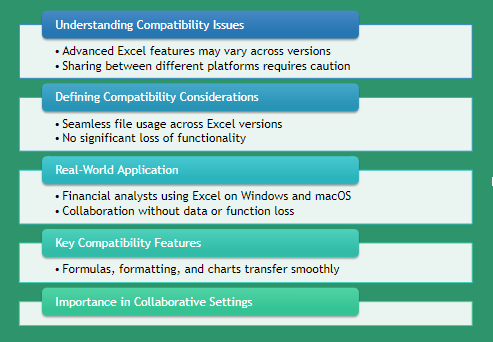 Understanding Compatibility Issues
• Advanced Excel features may vary across versions
• Sharing between different platforms requires caution
Defining Compatibility Considerations
• Seamless file usage across Excel versions
• No significant loss of functionality
Real-World Application
• Financial analysts using Excel on Windows and macOS
• Collaboration without data or function loss
Key Compatibility Features
• Formulas, formatting, and charts transfer smoothly
Importance in Collaborative Settings